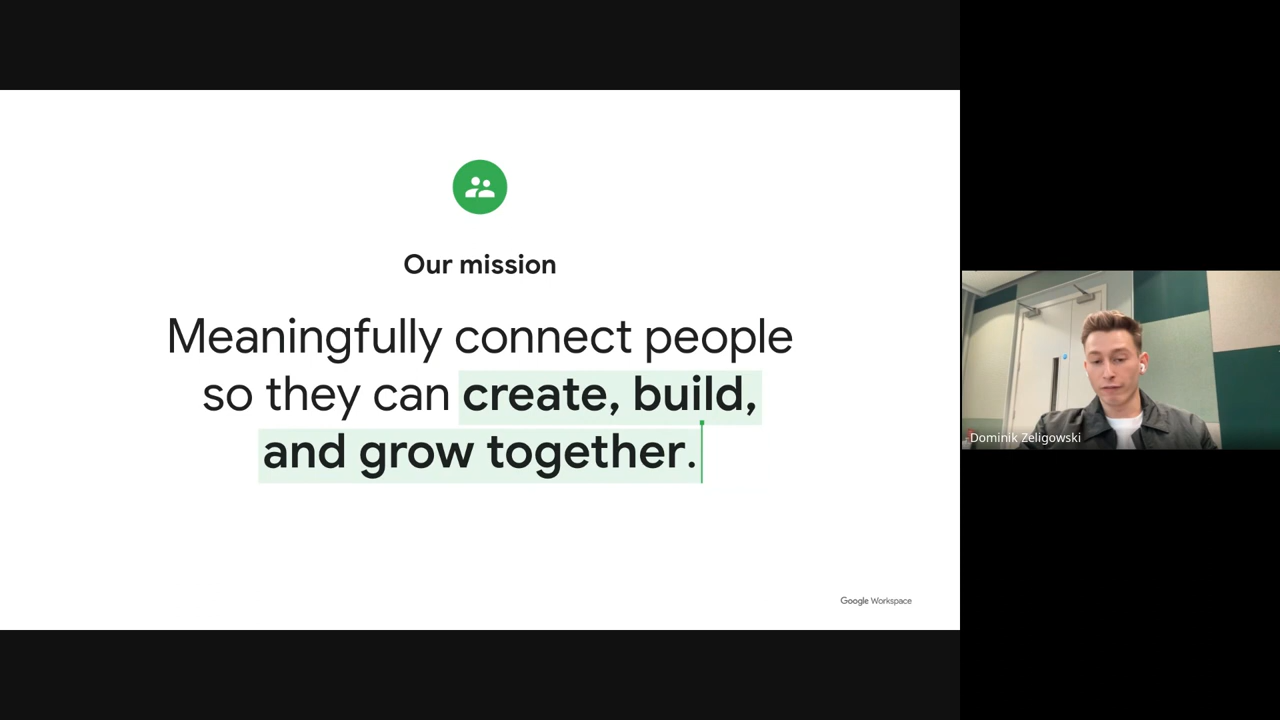 Our mission
Meaningfully connect people
so they can create, build,
and grow together.
Google Workspace
Dominik Zeligowski